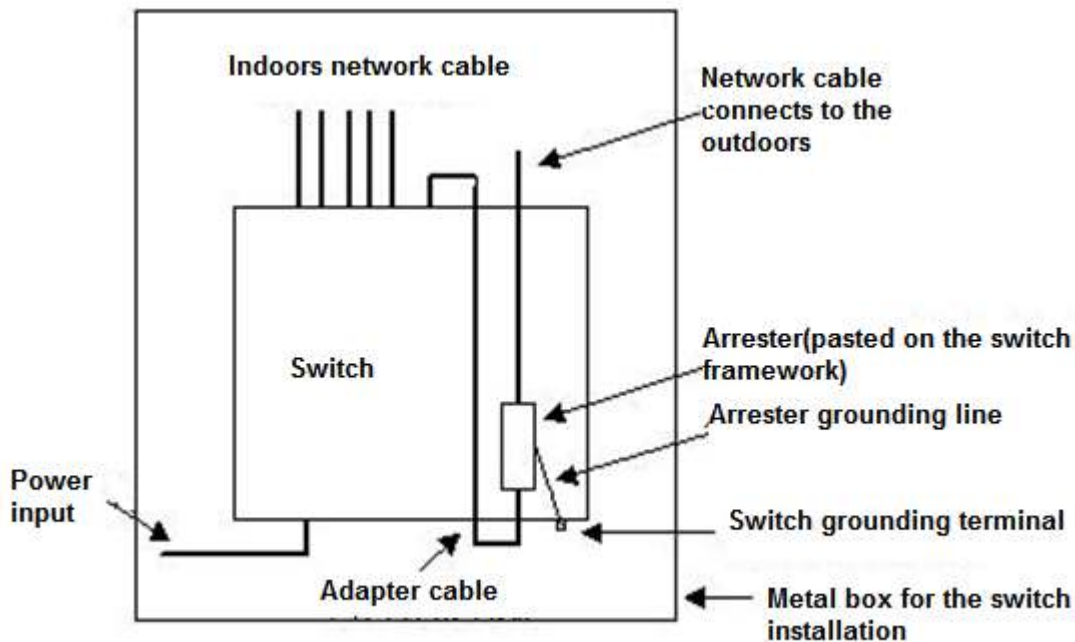 Indoors network cable
Network cable
connects to the
outdoors
Switch
Arrester(pasted on the switch
framework)
Arrester grounding line
Power
input
Switch grounding terminal
Adapter cable
Metal box for the switch
installation